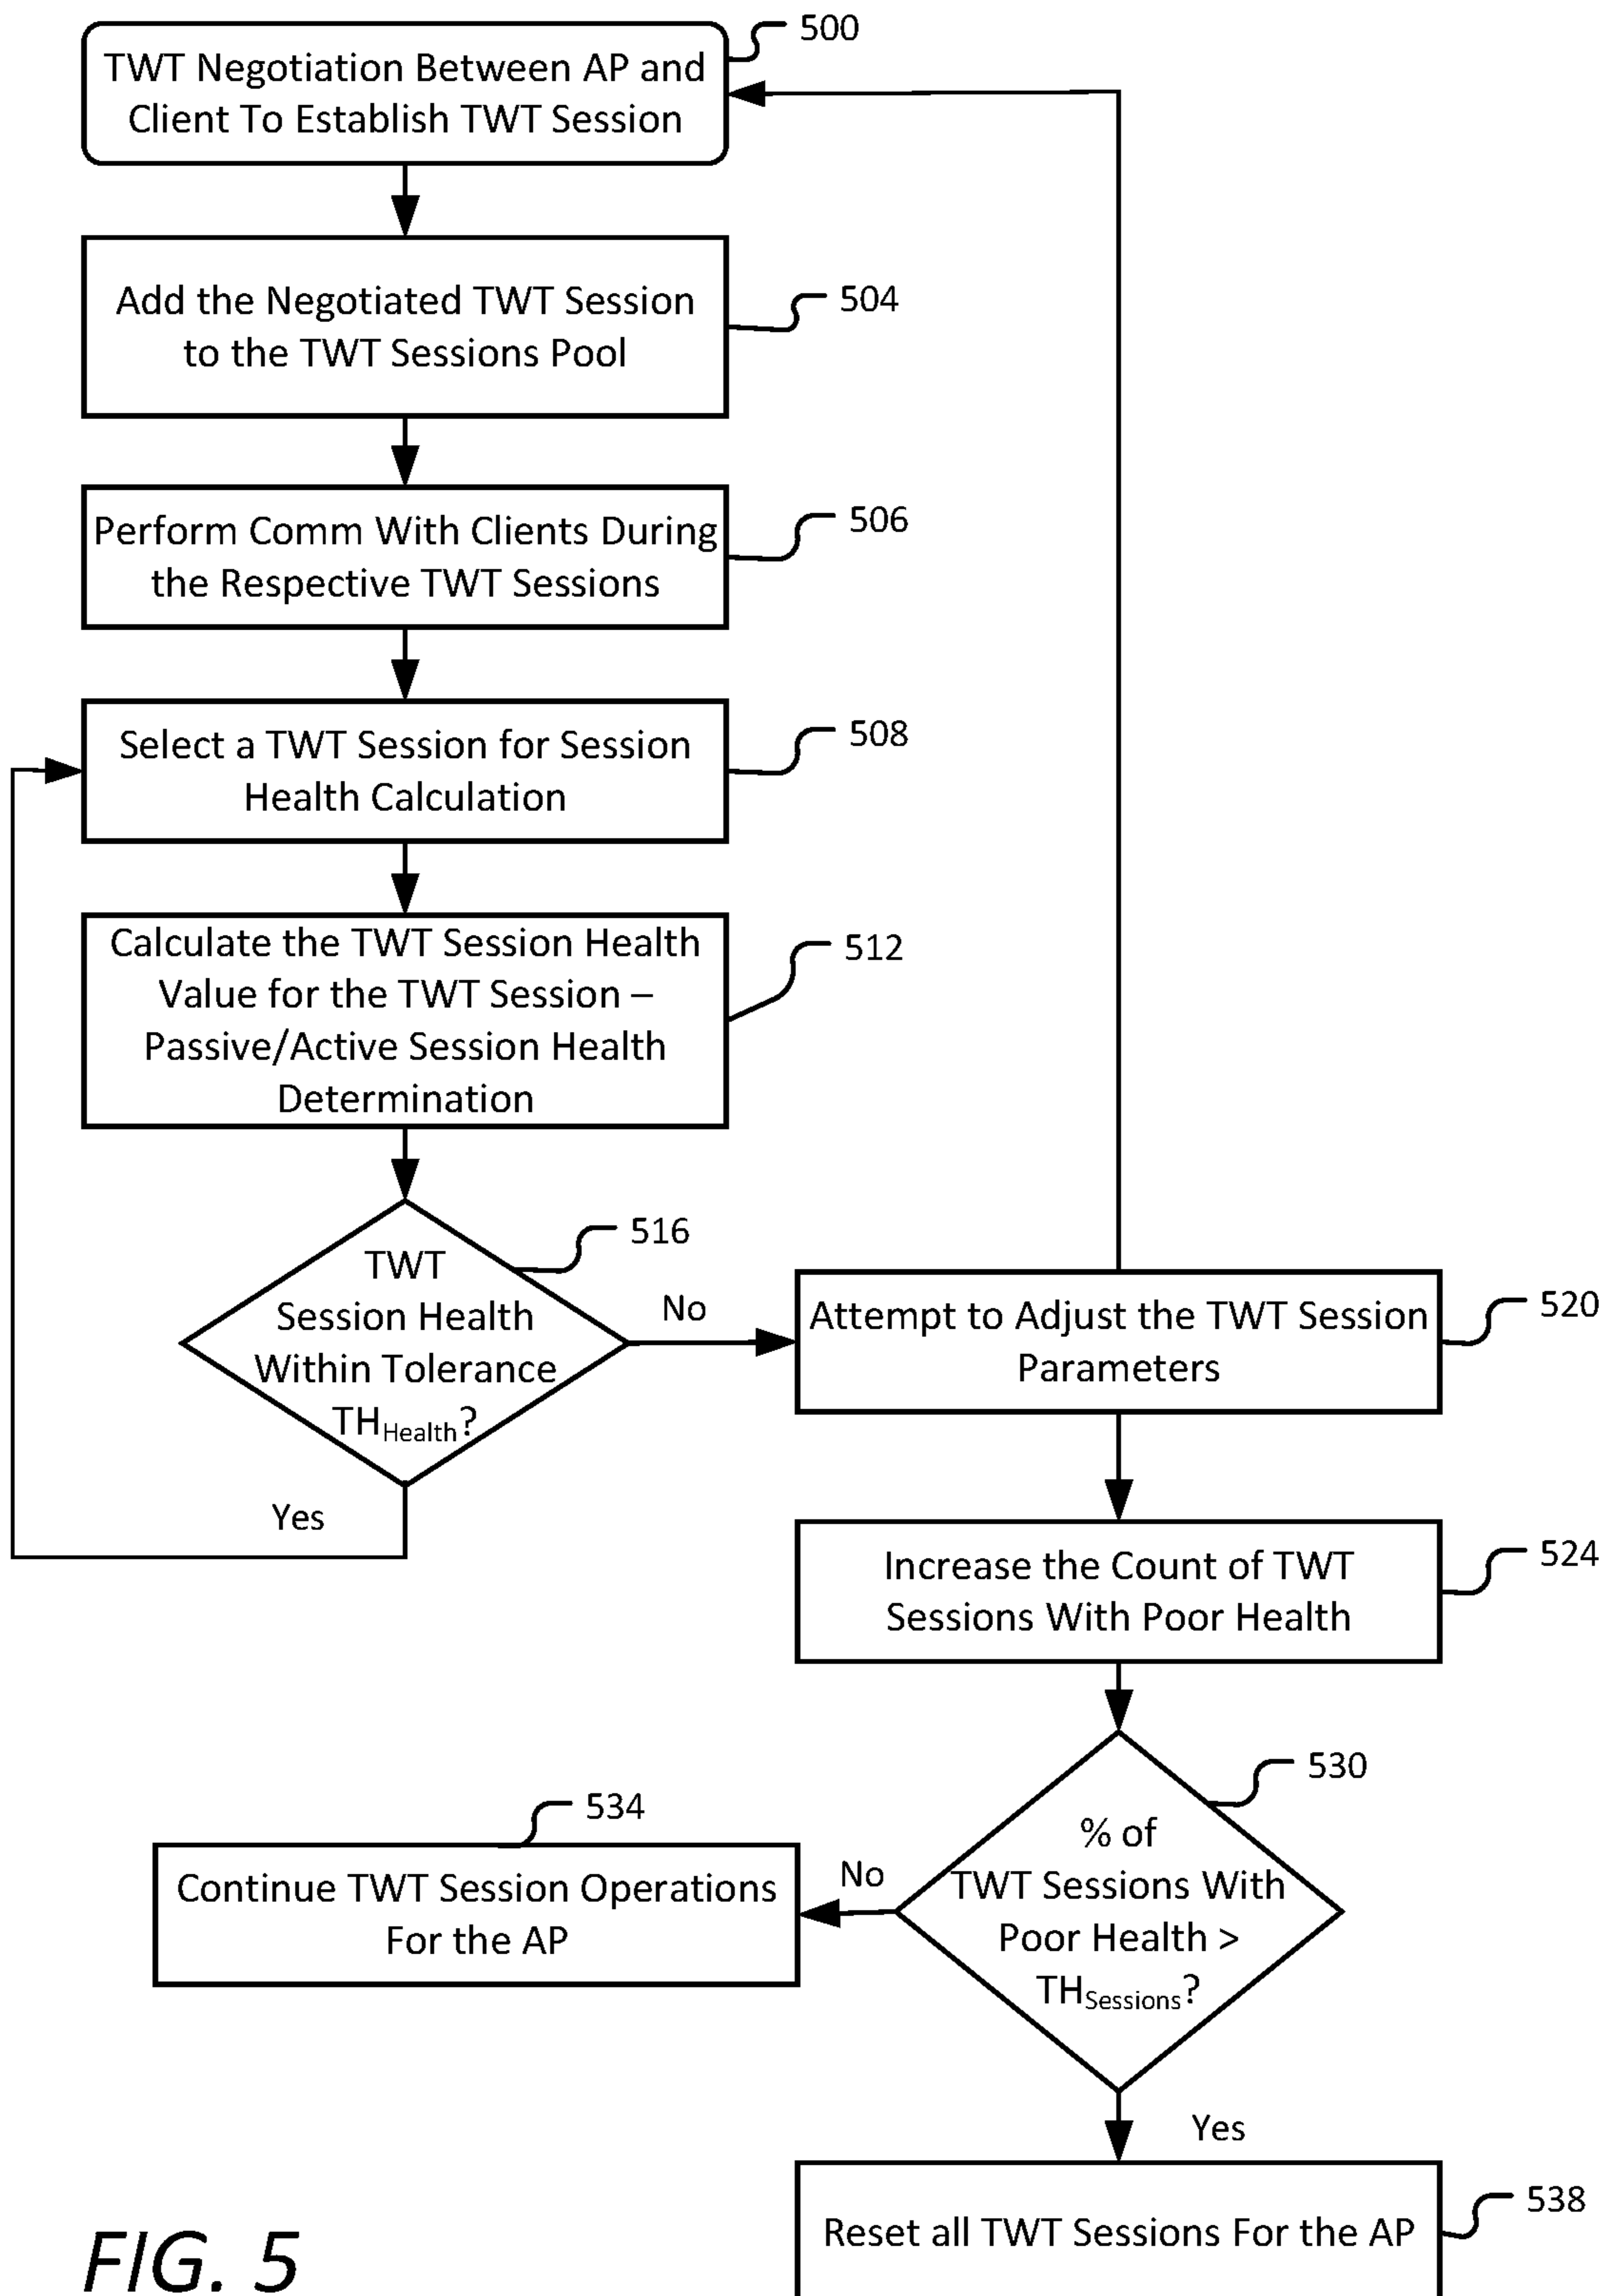 500
TWT Negotiation Between AP and
Client To Establish TWT Session
Add the Negotiated TWT Session
to the TWT Sessions Pool
504
Perform Comm With Clients During
the Respective TWT Sessions
506
Select a TWT Session for Session
Health Calculation
508
Calculate the TWT Session Health
Value for the TWT Session –
Passive/Active Session Health
Determination
512
TWT
Session Health
Within Tolerance
TH_Health?
516
No
Yes
Attempt to Adjust the TWT Session
Parameters
520
Increase the Count of TWT
Sessions With Poor Health
524
% of
TWT Sessions With
Poor Health >
TH_Sessions?
530
No
534
Continue TWT Session Operations
For the AP
Yes
Reset all TWT Sessions For the AP
538
FIG. 5